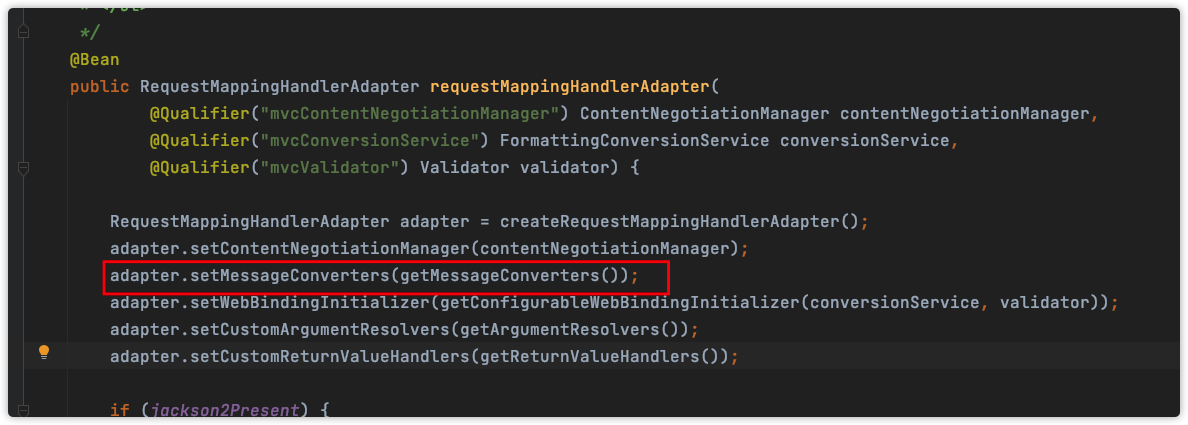 */
@Bean
public RequestMappingHandlerAdapter requestMappingHandlerAdapter(
@Qualifier("mvcContentNegotiationManager") ContentNegotiationManager contentNegotiationManager,
@Qualifier("mvcConversionService") FormattingConversionService conversionService,
@Qualifier("mvcValidator") Validator validator) {
RequestMappingHandlerAdapter adapter = createRequestMappingHandlerAdapter();
adapter.setContentNegotiationManager(contentNegotiationManager);
adapter.setMessageConverters(getMessageConverters());
adapter.setWebBindingInitializer(getConfigurableWebBindingInitializer(conversionService, validator));
adapter.setCustomArgumentResolvers(getArgumentResolvers());
adapter.setCustomReturnValueHandlers(getReturnValueHandlers());
if (jackson2Present) {